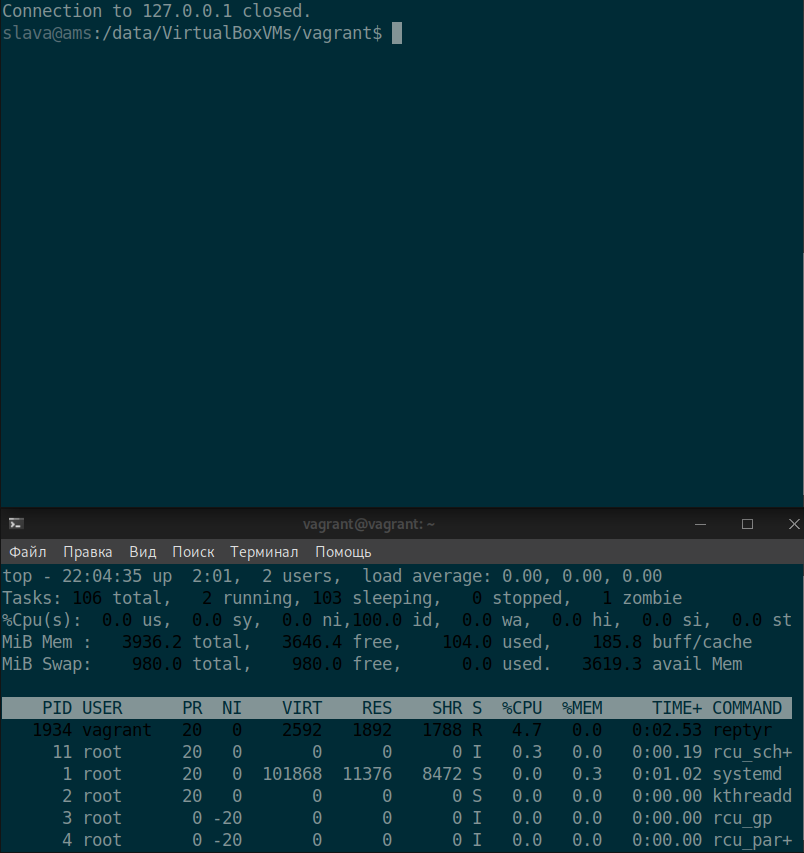 Connection to 127.0.0.1 closed.
slava@ams:/data/VirtualBoxVMs/vagrant$
vagrant@vagrant: ~
Файл Правка Вид Поиск Терминал Помощь
top - 22:04:35 up  2:01,  2 users,  load average: 0.00, 0.00, 0.00
Tasks: 106 total,   2 running, 103 sleeping,   0 stopped,   1 zombie
%Cpu(s):  0.0 us,  0.0 sy,  0.0 ni,100.0 id,  0.0 wa,  0.0 hi,  0.0 si,  0.0 st
MiB Mem :   3936.2 total,   3646.4 free,    104.0 used,    185.8 buff/cache
MiB Swap:    980.0 total,    980.0 free,      0.0 used.   3619.3 avail Mem
    PID USER      PR  NI    VIRT    RES    SHR S  %CPU  %MEM     TIME+ COMMAND
   1934 vagrant   20   0    2592   1892   1788 R   4.7   0.0   0:02.53 reptyr
     11 root      20   0       0      0      0 I   0.3   0.0   0:00.19 rcu_sch+
      1 root      20   0  101868  11376   8472 S   0.0   0.3   0:01.02 systemd
      2 root      20   0       0      0      0 S   0.0   0.0   0:00.00 kthreadd
      3 root       0 -20       0      0      0 I   0.0   0.0   0:00.00 rcu_gp
      4 root       0 -20       0      0      0 I   0.0   0.0   0:00.00 rcu_par+